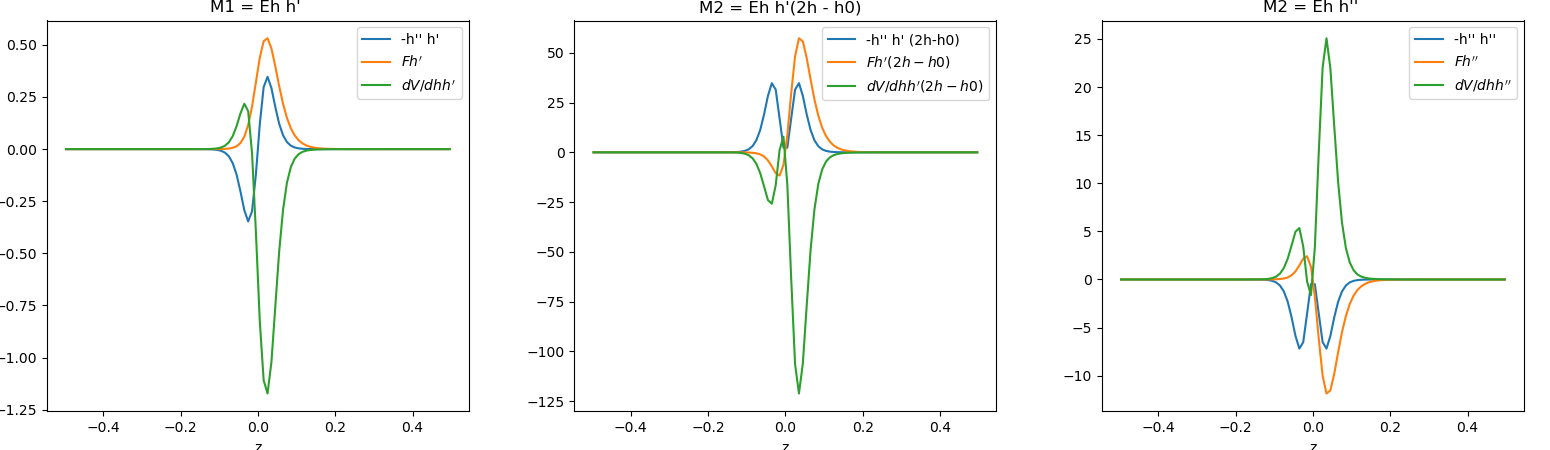 M1 = Eh h'
-h'' h'
Fh′
dV/dhh′
0.50
0.25
0.00
−0.25
−0.50
−0.75
−1.00
−1.25
−0.4
−0.2
0.0
0.2
0.4
z
M2 = Eh h'(2h - h0)
-h'' h' (2h-h0)
Fh′(2h − h0)
dV/dhh′(2h − h0)
50
25
0
−25
−50
−75
−100
−125
−0.4
−0.2
0.0
0.2
0.4
z
M2 = Eh h''
-h'' h''
Fh′′
dV/dhh′′
25
20
15
10
5
0
−5
−10
−0.4
−0.2
0.0
0.2
0.4
z